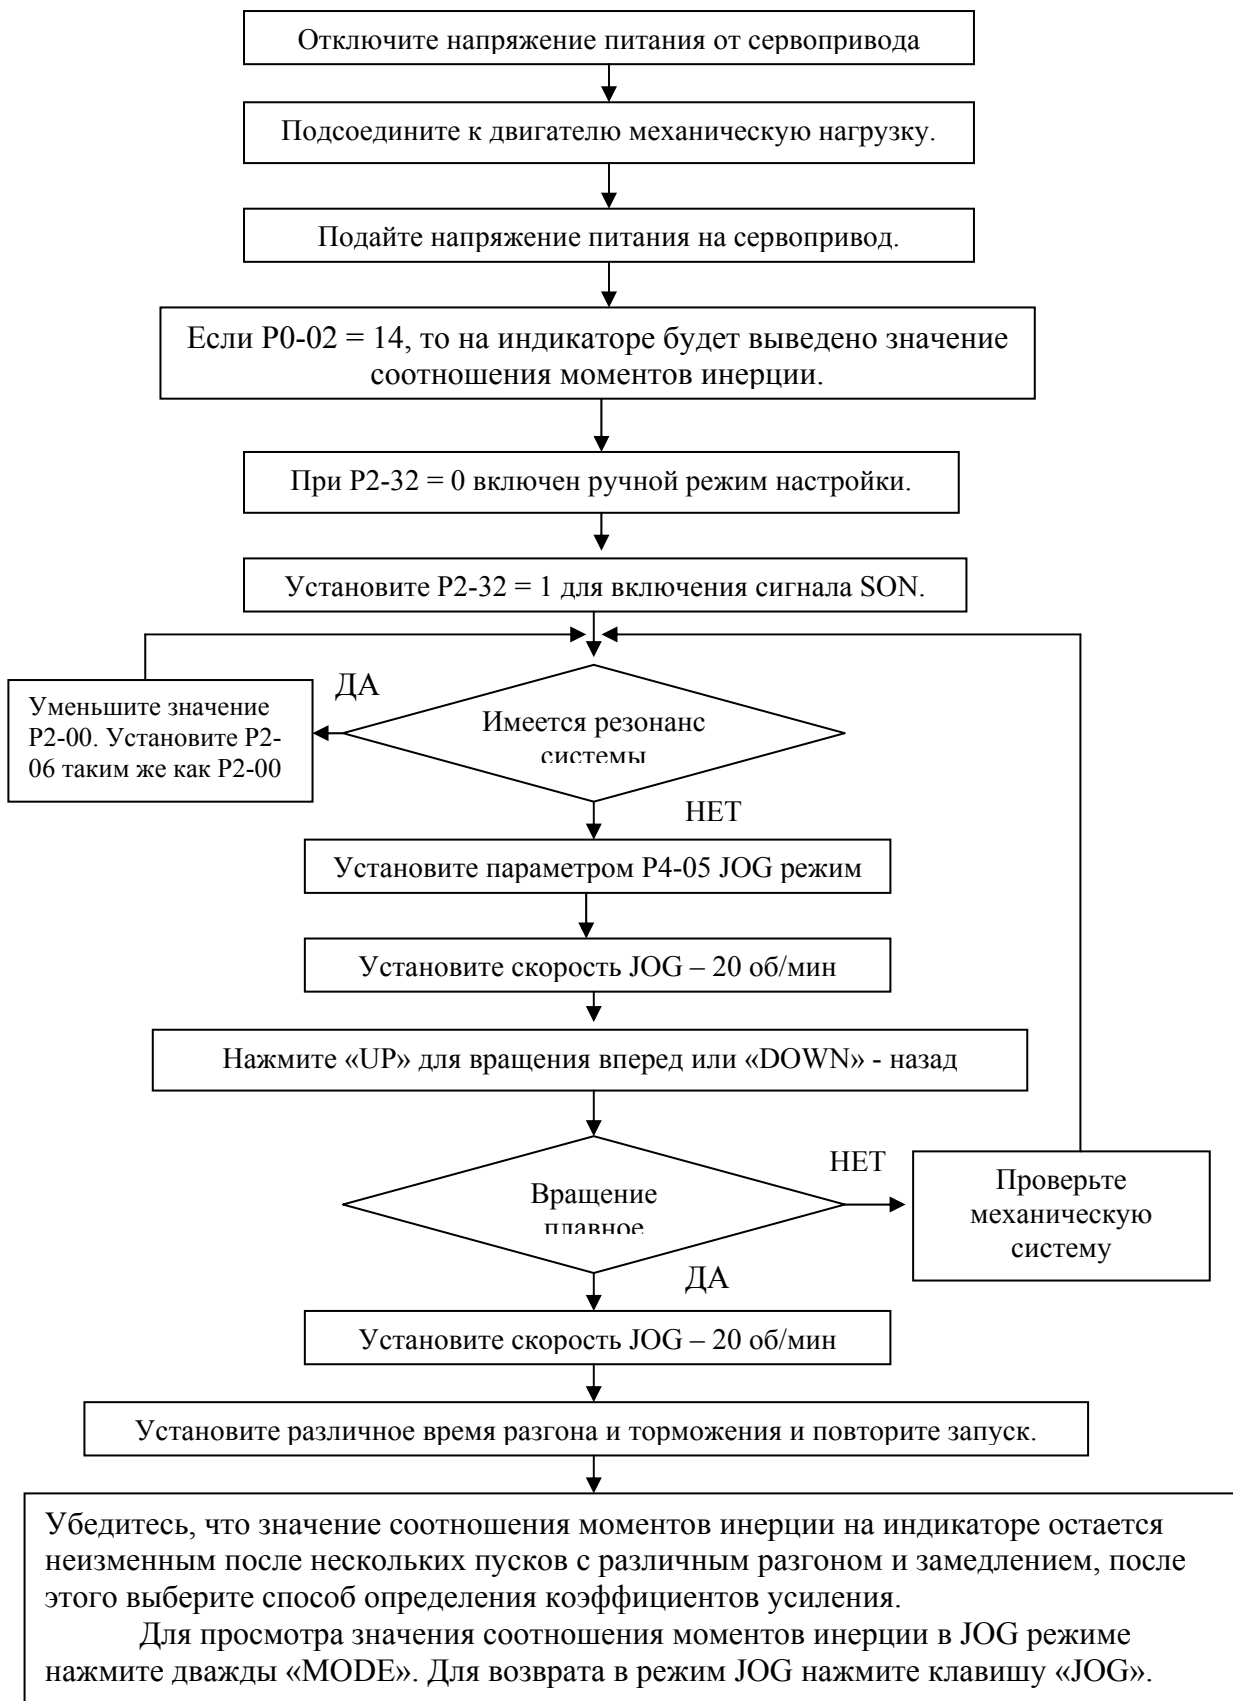 Отключите напряжение питания от сервопривода
Подсоедините к двигателю механическую нагрузку.
Подайте напряжение питания на сервопривод.
Если P0-02 = 14, то на индикаторе будет выведено значение
соотношения моментов инерции.
При P2-32 = 0 включен ручной режим настройки.
Установите P2-32 = 1 для включения сигнала SON.
ДА
Уменьшите значение
P2-00. Установите P2-
06 таким же как P2-00
Имеется резонанс
системы
НЕТ
Установите параметром P4-05 JOG режим
Установите скорость JOG – 20 об/мин
Нажмите «UP» для вращения вперед или «DOWN» - назад
НЕТ
Вращение
плавное
Проверьте
механическую
систему
ДА
Установите скорость JOG – 20 об/мин
Установите различное время разгона и торможения и повторите запуск.
Убедитесь, что значение соотношения моментов инерции на индикаторе остается
неизменным после нескольких пусков с различным разгоном и замедлением, после
этого выберите способ определения коэффициентов усиления.
Для просмотра значения соотношения моментов инерции в JOG режиме
нажмите дважды «MODE». Для возврата в режим JOG нажмите клавишу «JOG».